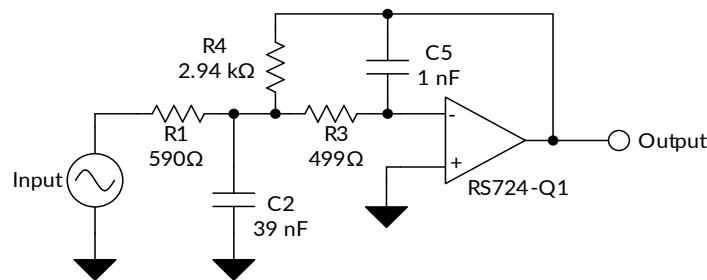 R4
2.94 kΩ
C5
1 nF
R1
590Ω
R3
499Ω
-
+
Input
Output
RS724-Q1
C2
39 nF